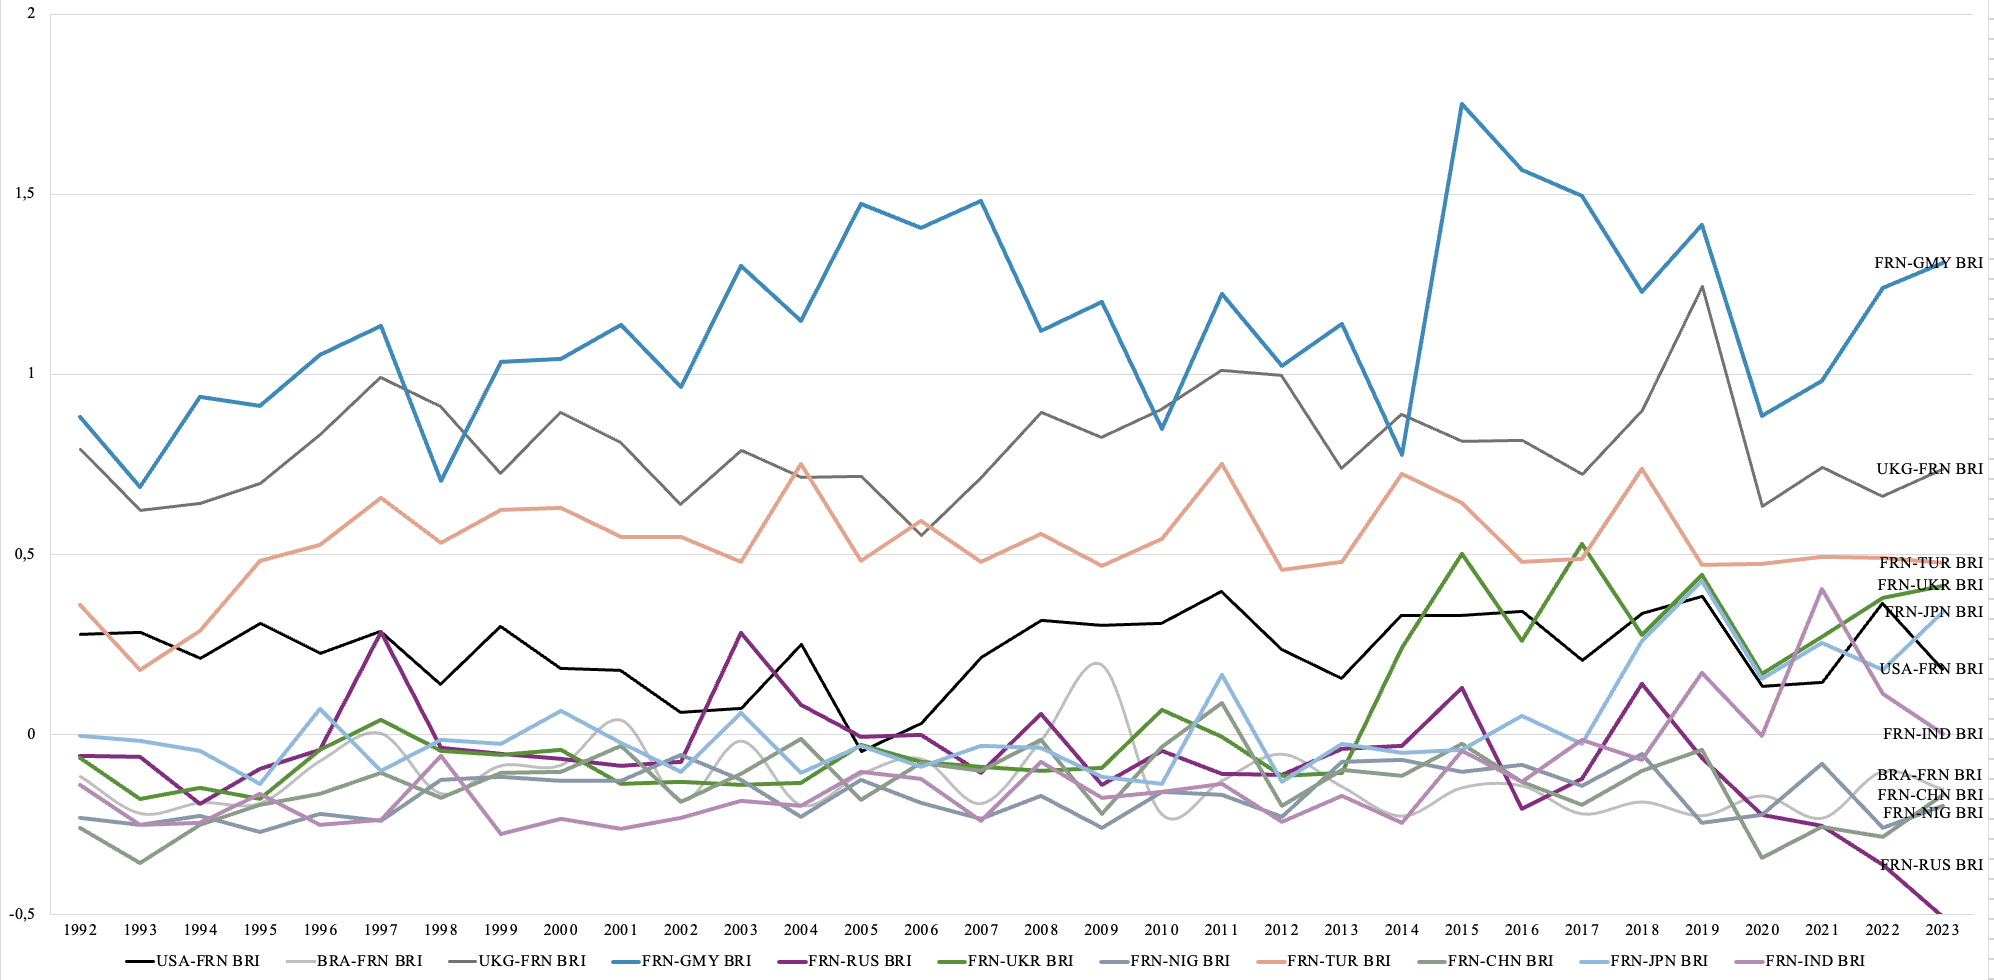 2
1,5
1
0,5
0
-0,5
FRN-GMY BRI
UKG-FRN BRI
FRN-TUR BRI
FRN-UKR BRI
FRN-JPN BRI
USA-FRN BRI
FRN-IND BRI
BRA-FRN BRI
FRN-CHN BRI
FRN-NIG BRI
FRN-RUS BRI
1992 1993 1994 1995 1996 1997 1998 1999 2000 2001 2002 2003 2004 2005 2006 2007 2008 2009 2010 2011 2012 2013 2014 2015 2016 2017 2018 2019 2020 2021 2022 2023
USA-FRN BRI BRA-FRN BRI UKG-FRN BRI FRN-GMY BRI FRN-RUS BRI FRN-UKR BRI FRN-NIG BRI FRN-TUR BRI FRN-CHN BRI FRN-JPN BRI FRN-IND BRI